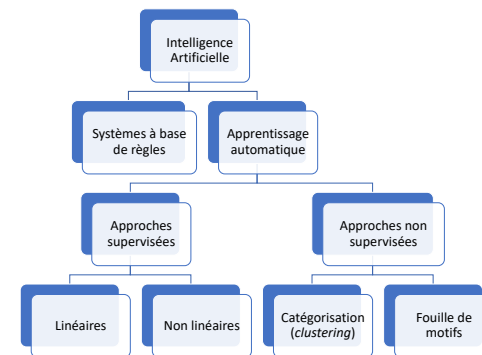 Intelligence
Artificielle
Systèmes à base
de règles
Apprentissage
automatique
Approches
supervisées
Approches non
supervisées
Linéaires
Non linéaires
Catégorisation
(clustering)
Fouille de
motifs